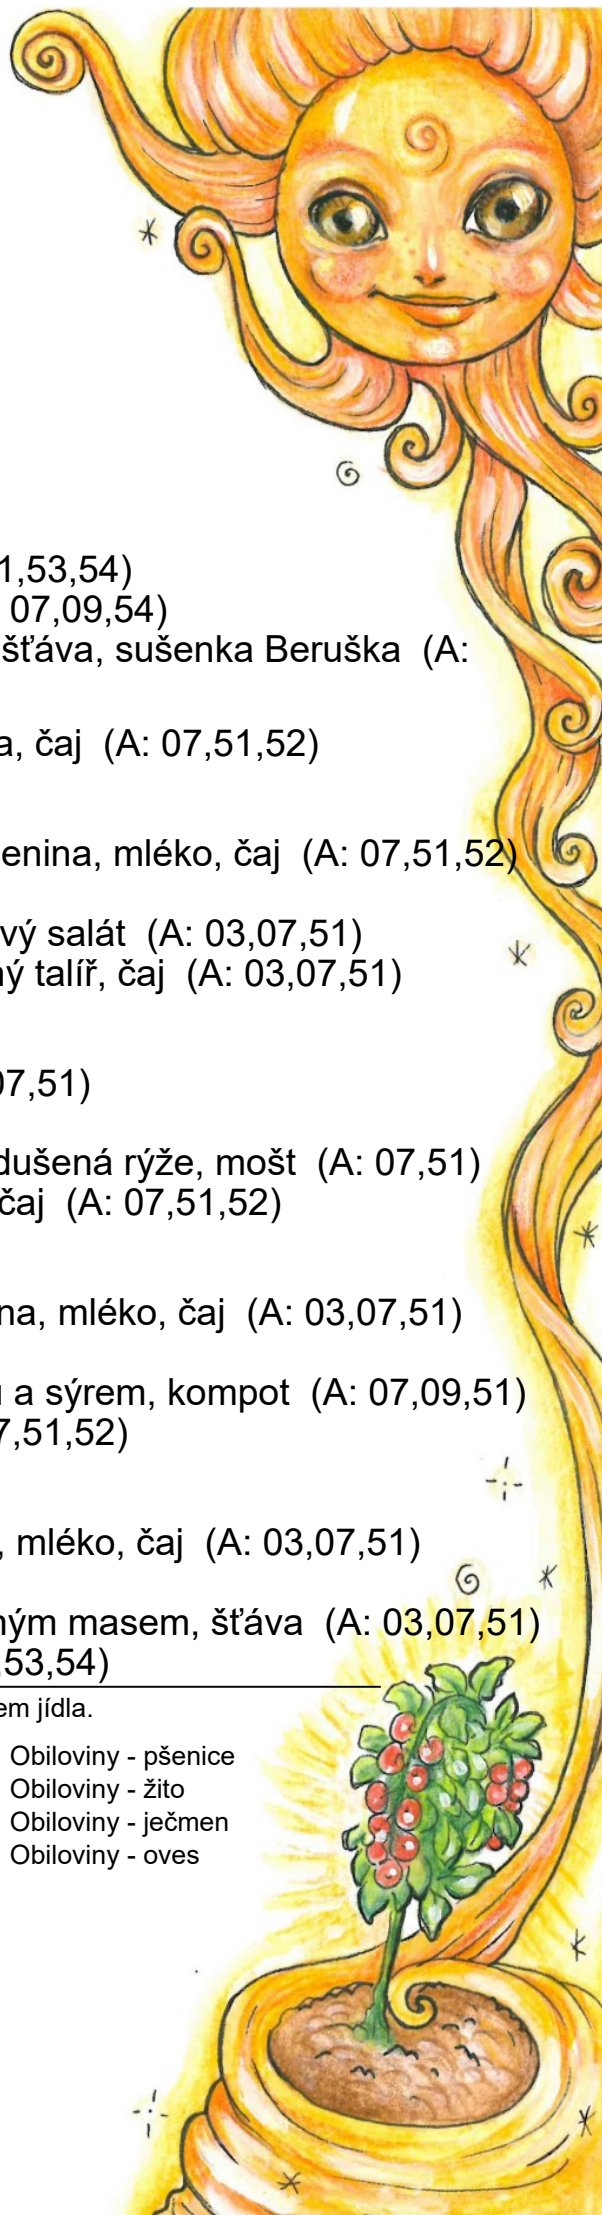 1,53,54)
07,09,54)
šťáva, sušenka Beruška (A:
a, čaj (A: 07,51,52)
enina, mléko, čaj (A: 07,51,52)
vý salát (A: 03,07,51)
ný talíř, čaj (A: 03,07,51)
07,51)
dušená rýže, mošt (A: 07,51)
čaj (A: 07,51,52)
na, mléko, čaj (A: 03,07,51)
u a sýrem, kompot (A: 07,09,51)
7,51,52)
, mléko, čaj (A: 03,07,51)
ným masem, šťáva (A: 03,07,51)
,53,54)
em jídla.
Obiloviny - pšenice
Obiloviny - žito
Obiloviny - ječmen
Obiloviny - oves